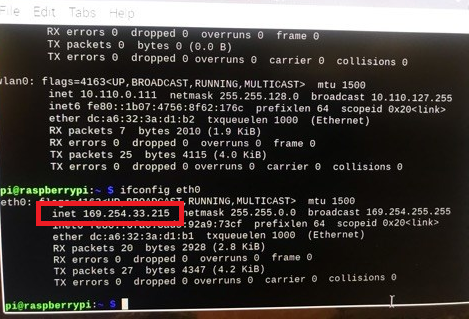 File Edit Tabs Help
RX errors 0 dropped 0 overruns 0 frame 0
TX packets 0 bytes 0 (0.0 B)
TX errors 0 dropped 0 overruns 0 carrier 0 collisions 0
wlan0: flags=4163<UP,BROADCAST,RUNNING,MULTICAST> mtu 1500
inet 10.110.0.111 netmask 255.255.128.0 broadcast 10.110.127.255
inet6 fe80::1b07:4756:8f62:176c prefixlen 64 scopeid 0x20<link>
ether dc:a6:32:3a:d1:b2 txqueuelen 1000 (Ethernet)
RX packets 7 bytes 2010 (1.9 KiB)
RX errors 0 dropped 0 overruns 0 frame 0
TX packets 25 bytes 4115 (4.0 KiB)
TX errors 0 dropped 0 overruns 0 carrier 0 collisions 0
pi@raspberrypi:~ $ ifconfig eth0
eth0: flags=4163<UP,BROADCAST,RUNNING,MULTICAST> mtu 1500
inet 169.254.33.215 netmask 255.255.0.0 broadcast 169.254.255.255
prefixlen 64 scopeid 0x20<link>
ether dc:a6:32:3a:d1:b1 txqueuelen 1000 (Ethernet)
RX packets 20 bytes 2928 (2.8 KiB)
RX errors 0 dropped 0 overruns 0 frame 0
TX packets 27 bytes 4347 (4.2 KiB)
TX errors 0 dropped 0 overruns 0 carrier 0 collisions 0
pi@raspberrypi:~ $